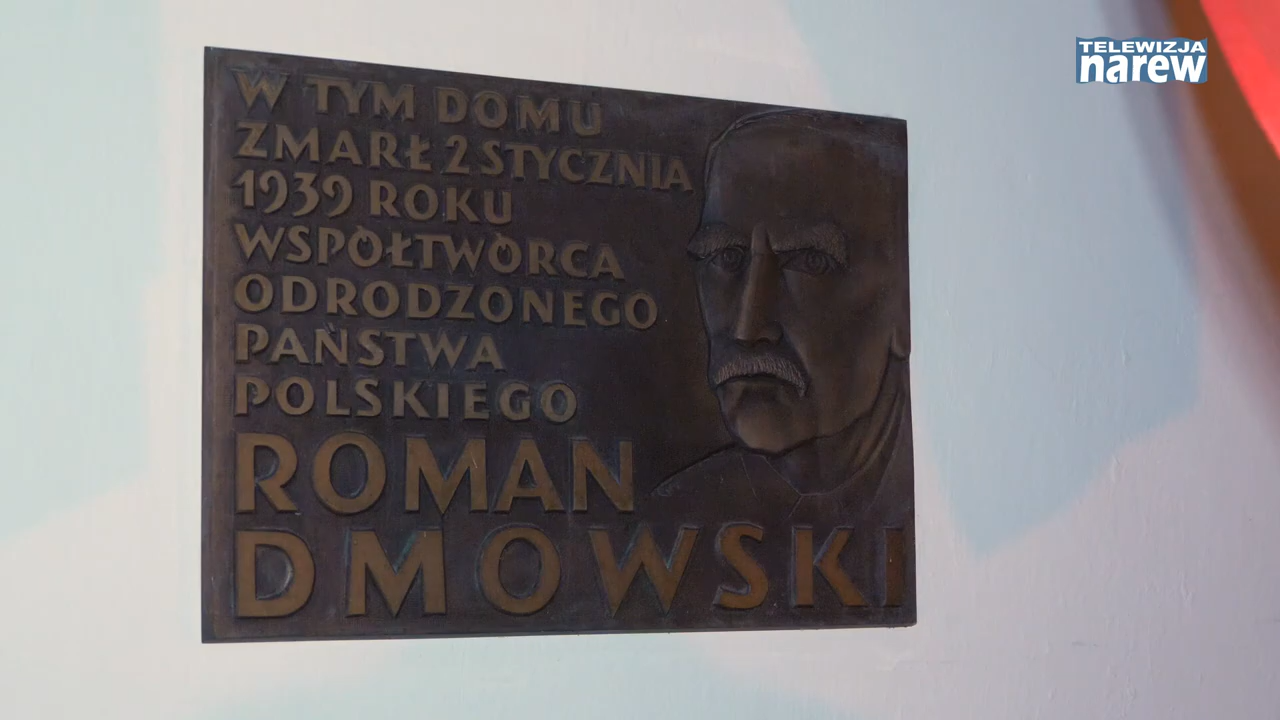 W TYM DOMU
ZMARŁ 2 STYCZNIA
1939 ROKU
WSPÓŁTWÓRCA
ODRODZONEGO
PAŃSTWA
POLSKIEGO
ROMAN
DMOWSKI
TELEWIZJA
narew